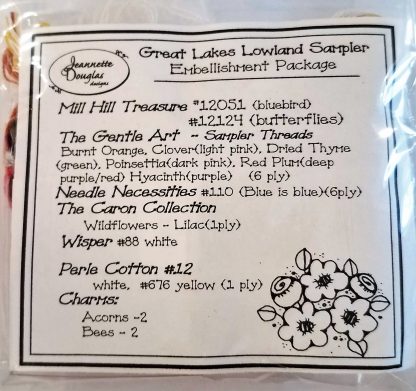 Jeannette
Douglas
designs
Great Lakes Lowland Sampler
Embellishment Package
Mill Hill Treasure #12051 (bluebird)
#12124 (butterflies)
The Gentle Art - Sampler Threads
Burnt Orange, Clover(light pink), Dried Thyme
(green), Poinsettia(dark pink), Red Plum(deep
purple/red) Hyacinth(purple) (6 ply)
Needle Necessities #110 (Blue is blue)(6ply)
The Caron Collection
Wildflowers - Lilac(1ply)
Wisper #88 white
Perle Cotton #12
white, #676 yellow (1 ply)
Charms:
Acorns -2
Bees - 2